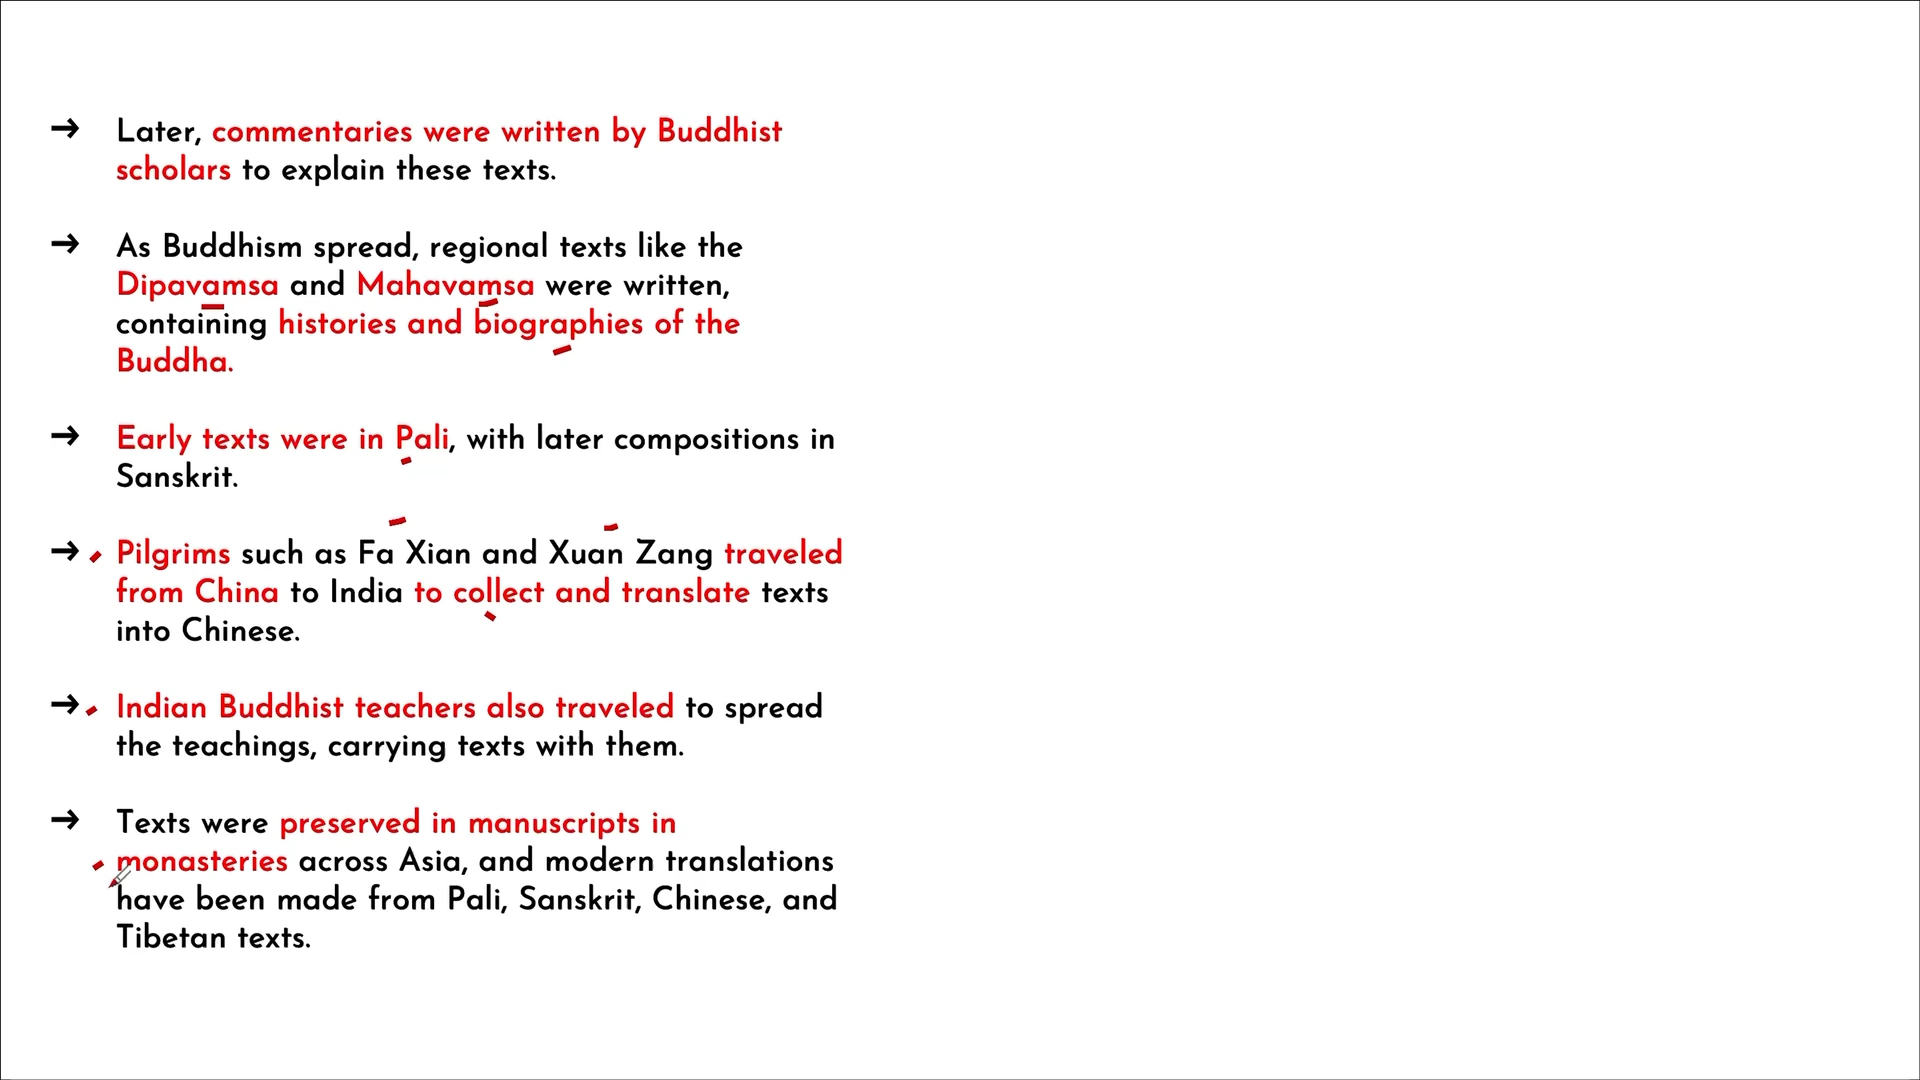 → Later, commentaries were written by Buddhist
scholars to explain these texts.
→ As Buddhism spread, regional texts like the
Dipavamsa and Mahavamsa were written,
containing histories and biographies of the
Buddha.
→ Early texts were in Pali, with later compositions in
Sanskrit.
→ Pilgrims such as Fa Xian and Xuan Zang traveled
from China to India to collect and translate texts
into Chinese.
→ Indian Buddhist teachers also traveled to spread
the teachings, carrying texts with them.
→ Texts were preserved in manuscripts in
monasteries across Asia, and modern translations
have been made from Pali, Sanskrit, Chinese, and
Tibetan texts.